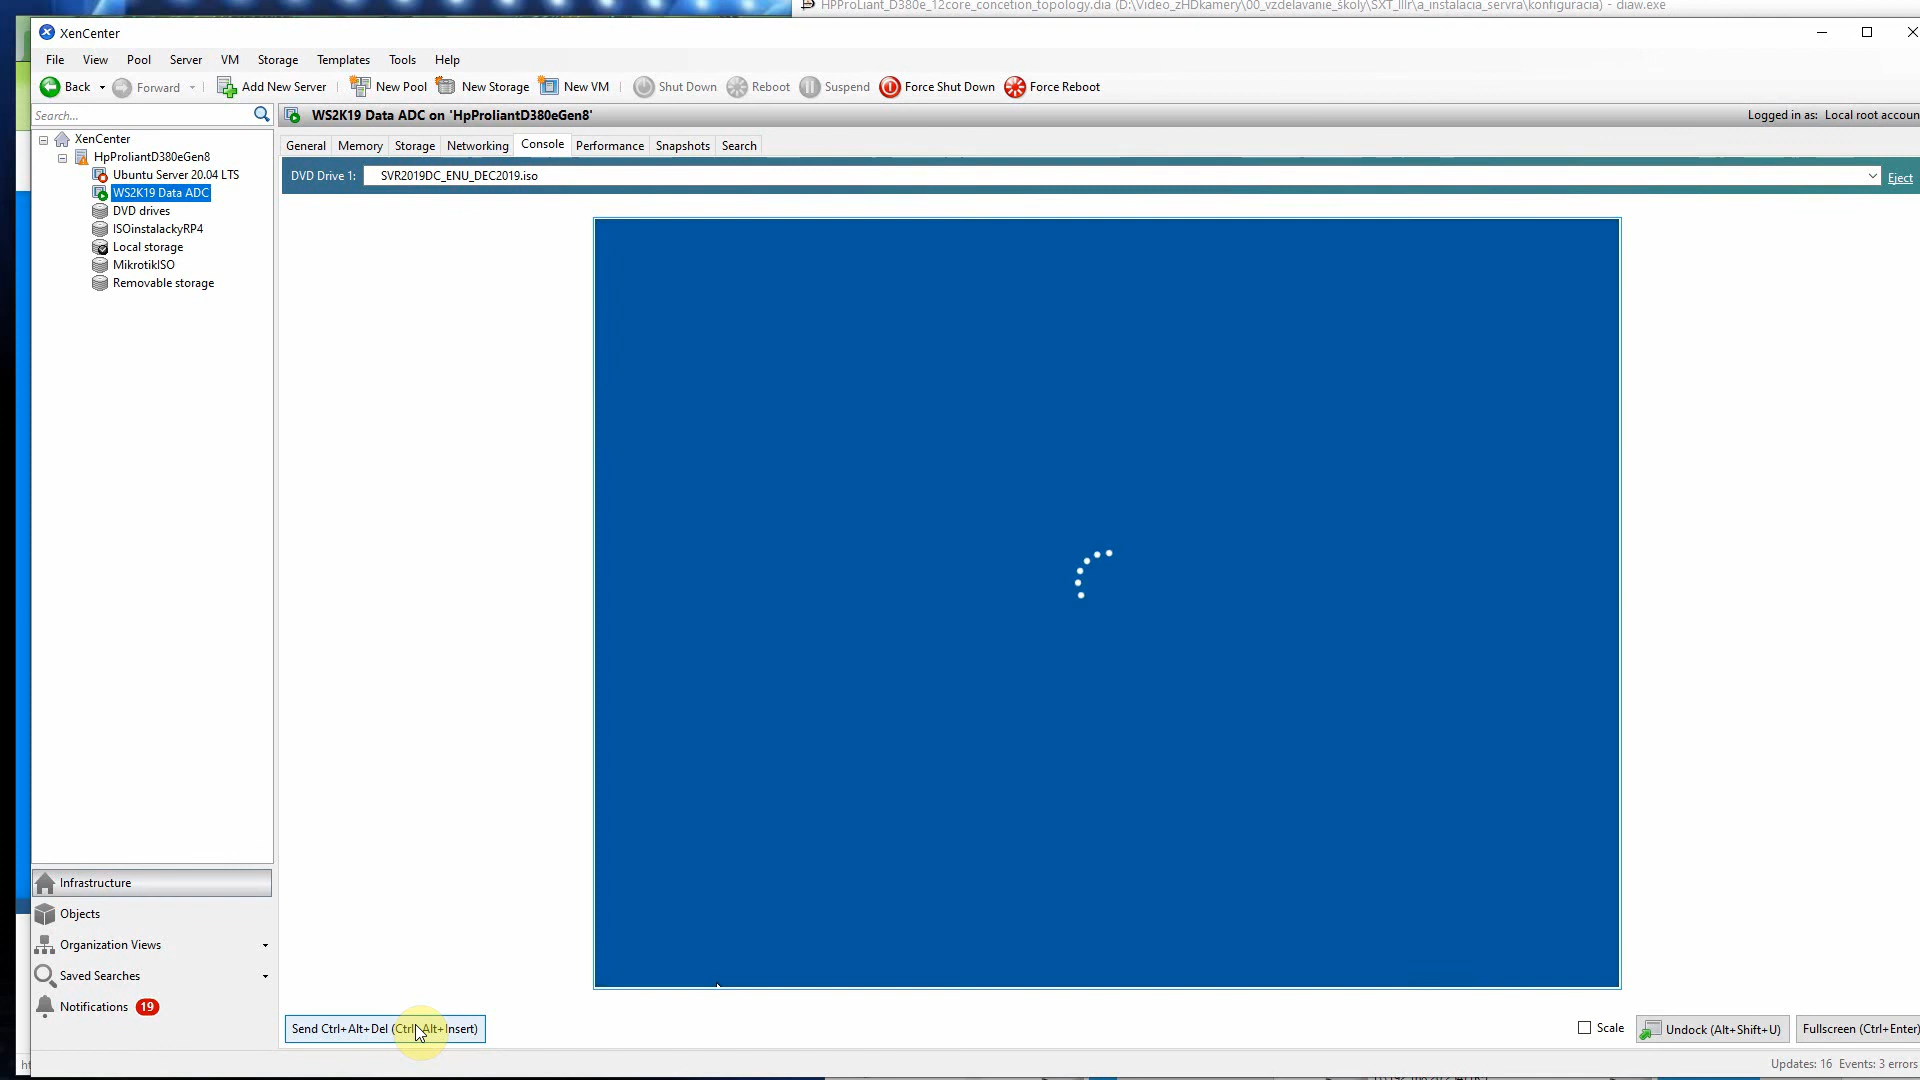 HPProLiant_D380e_12core_concetion_topology.dia (D:\Video_zHDkamery\00_vzdelavanie_školy\SXT_IIIr\a_instalacia_servra\konfiguracia) - diaw.exe
XenCenter
File View Pool Server VM Storage Templates Tools Help
Back Forward Add New Server New Pool New Storage New VM Shut Down Reboot Suspend Force Shut Down Force Reboot
Search...
WS2K19 Data ADC on 'HpProliantD380eGen8'
Logged in as: Local root accoun
XenCenter
HpProliantD380eGen8
Ubuntu Server 20.04 LTS
WS2K19 Data ADC
DVD drives
ISOinstalackyRP4
Local storage
MikrotikISO
Removable storage
General Memory Storage Networking Console Performance Snapshots Search
DVD Drive 1: SVR2019DC_ENU_DEC2019.iso Eject
Infrastructure
Objects
Organization Views
Saved Searches
Notifications 19
Send Ctrl+Alt+Del (Ctrl+Alt+Insert)
Scale Undock (Alt+Shift+U) Fullscreen (Ctrl+Enter)
Updates: 16 Events: 3 errors